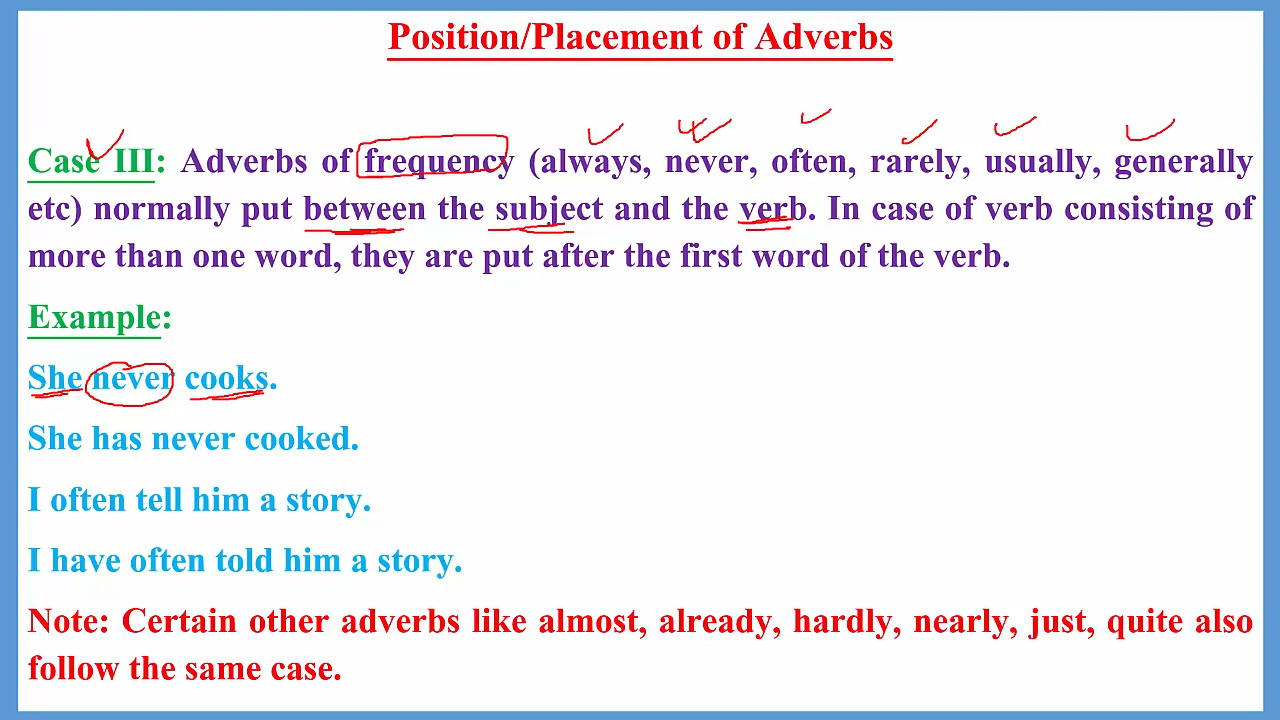 Position/Placement of Adverbs
Case III: Adverbs of frequency (always, never, often, rarely, usually, generally
etc) normally put between the subject and the verb. In case of verb consisting of
more than one word, they are put after the first word of the verb.
Example:
She never cooks.
She has never cooked.
I often tell him a story.
I have often told him a story.
Note: Certain other adverbs like almost, already, hardly, nearly, just, quite also
follow the same case.